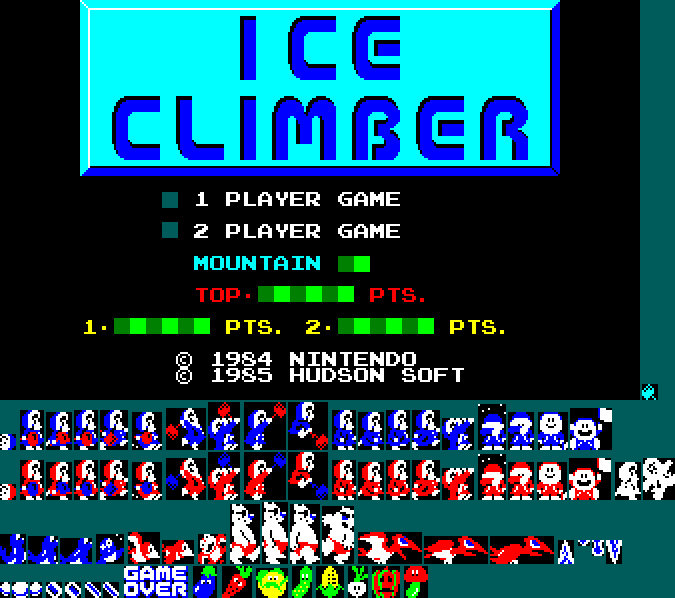 ICE
CLIMBER
1 PLAYER GAME
2 PLAYER GAME
MOUNTAIN
TOP· PTS.
1· PTS. 2· PTS.
© 1984 NINTENDO
© 1985 HUDSON SOFT
GAME
OVER